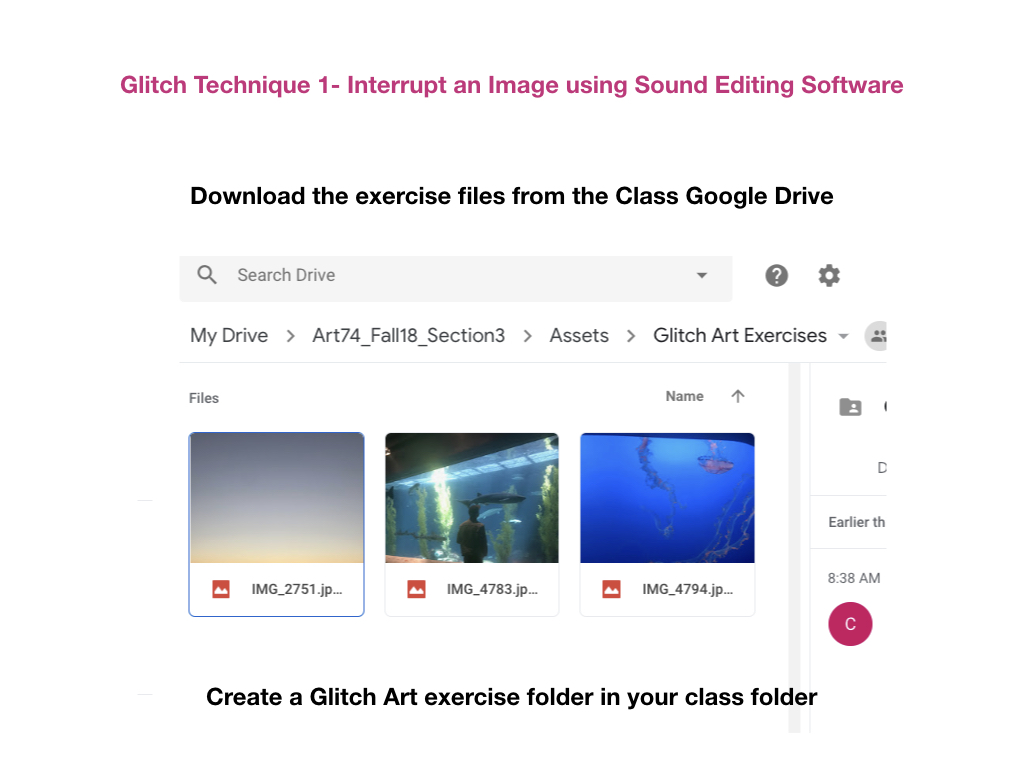 Glitch Technique 1- Interrupt an Image using Sound Editing Software
Download the exercise files from the Class Google Drive
Search Drive
My Drive > Art74_Fall18_Section3 > Assets > Glitch Art Exercises
Files
Name
IMG_2751.jp...
IMG_4783.jp...
IMG_4794.jp...
D
Earlier th
8:38 AM
C
Create a Glitch Art exercise folder in your class folder